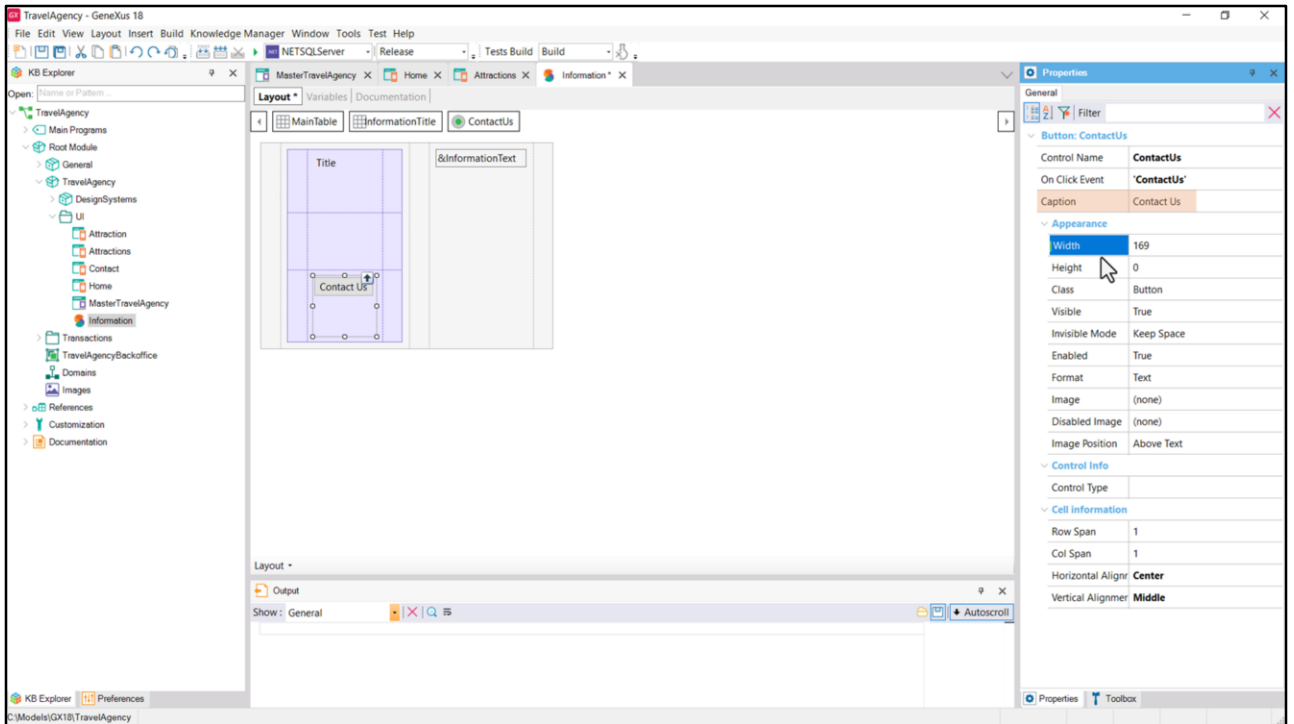 TravelAgency - GeneXus 18
File Edit View Layout Insert Build Knowledge Manager Window Tools Test Help
NETSQLServer Release Tests Build Build
KB Explorer
Open: Name or Pattern ...
TravelAgency
Main Programs
Root Module
General
TravelAgency
DesignSystems
UI
Attraction
Attractions
Contact
Home
MasterTravelAgency
Information
Transactions
TravelAgencyBackoffice
Domains
Images
References
Customization
Documentation
KB Explorer Preferences
C:\Models\GX18\TravelAgency
MasterTravelAgency Home Attractions Information *
Layout * Variables Documentation
MainTable InformationTitle ContactUs
Title &InformationText
Contact Us
Layout
Output
Show: General Autoscroll
Properties
General
Filter
Button: ContactUs
Control Name ContactUs
On Click Event 'ContactUs'
Caption Contact Us
Appearance
Width 169
Height 0
Class Button
Visible True
Invisible Mode Keep Space
Enabled True
Format Text
Image (none)
Disabled Image (none)
Image Position Above Text
Control Info
Control Type
Cell information
Row Span 1
Col Span 1
Horizontal Alignr Center
Vertical Alignmer Middle
Properties Toolbox